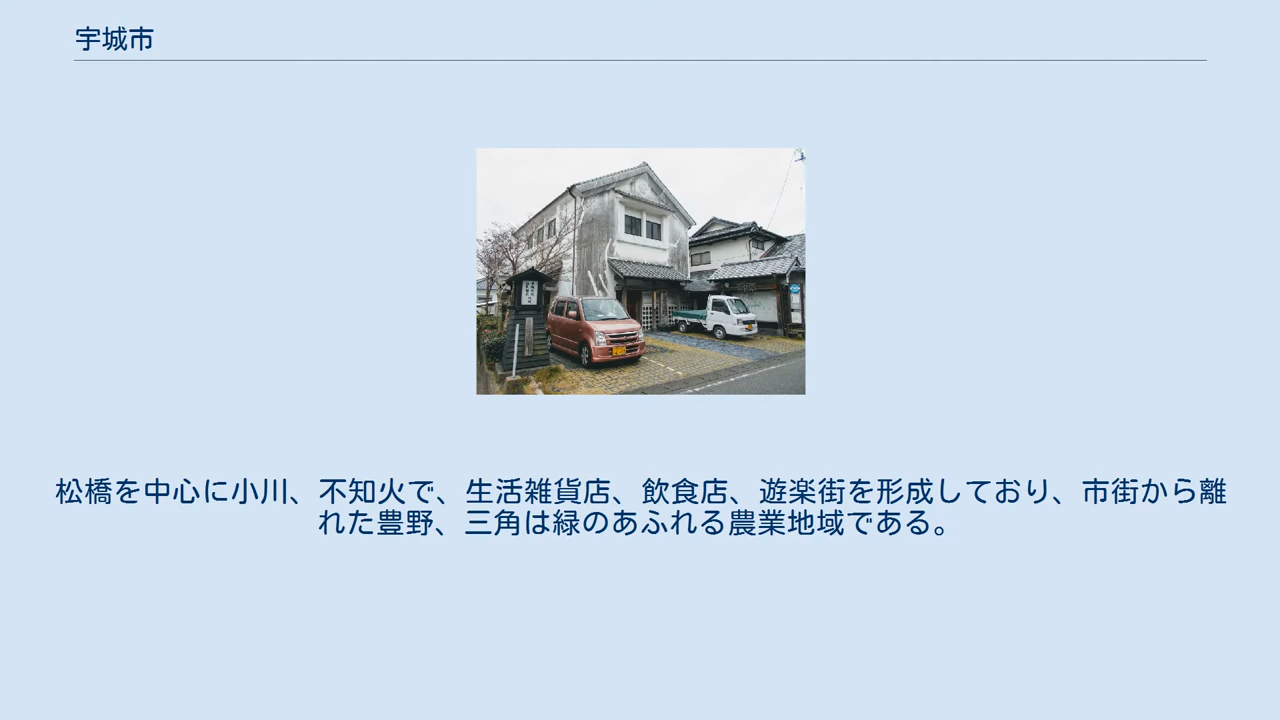 宇城市
松橋を中心に小川、不知火で、生活雑貨店、飲食店、遊楽街を形成しており、市街から離
れた豊野、三角は緑のあふれる農業地域である。